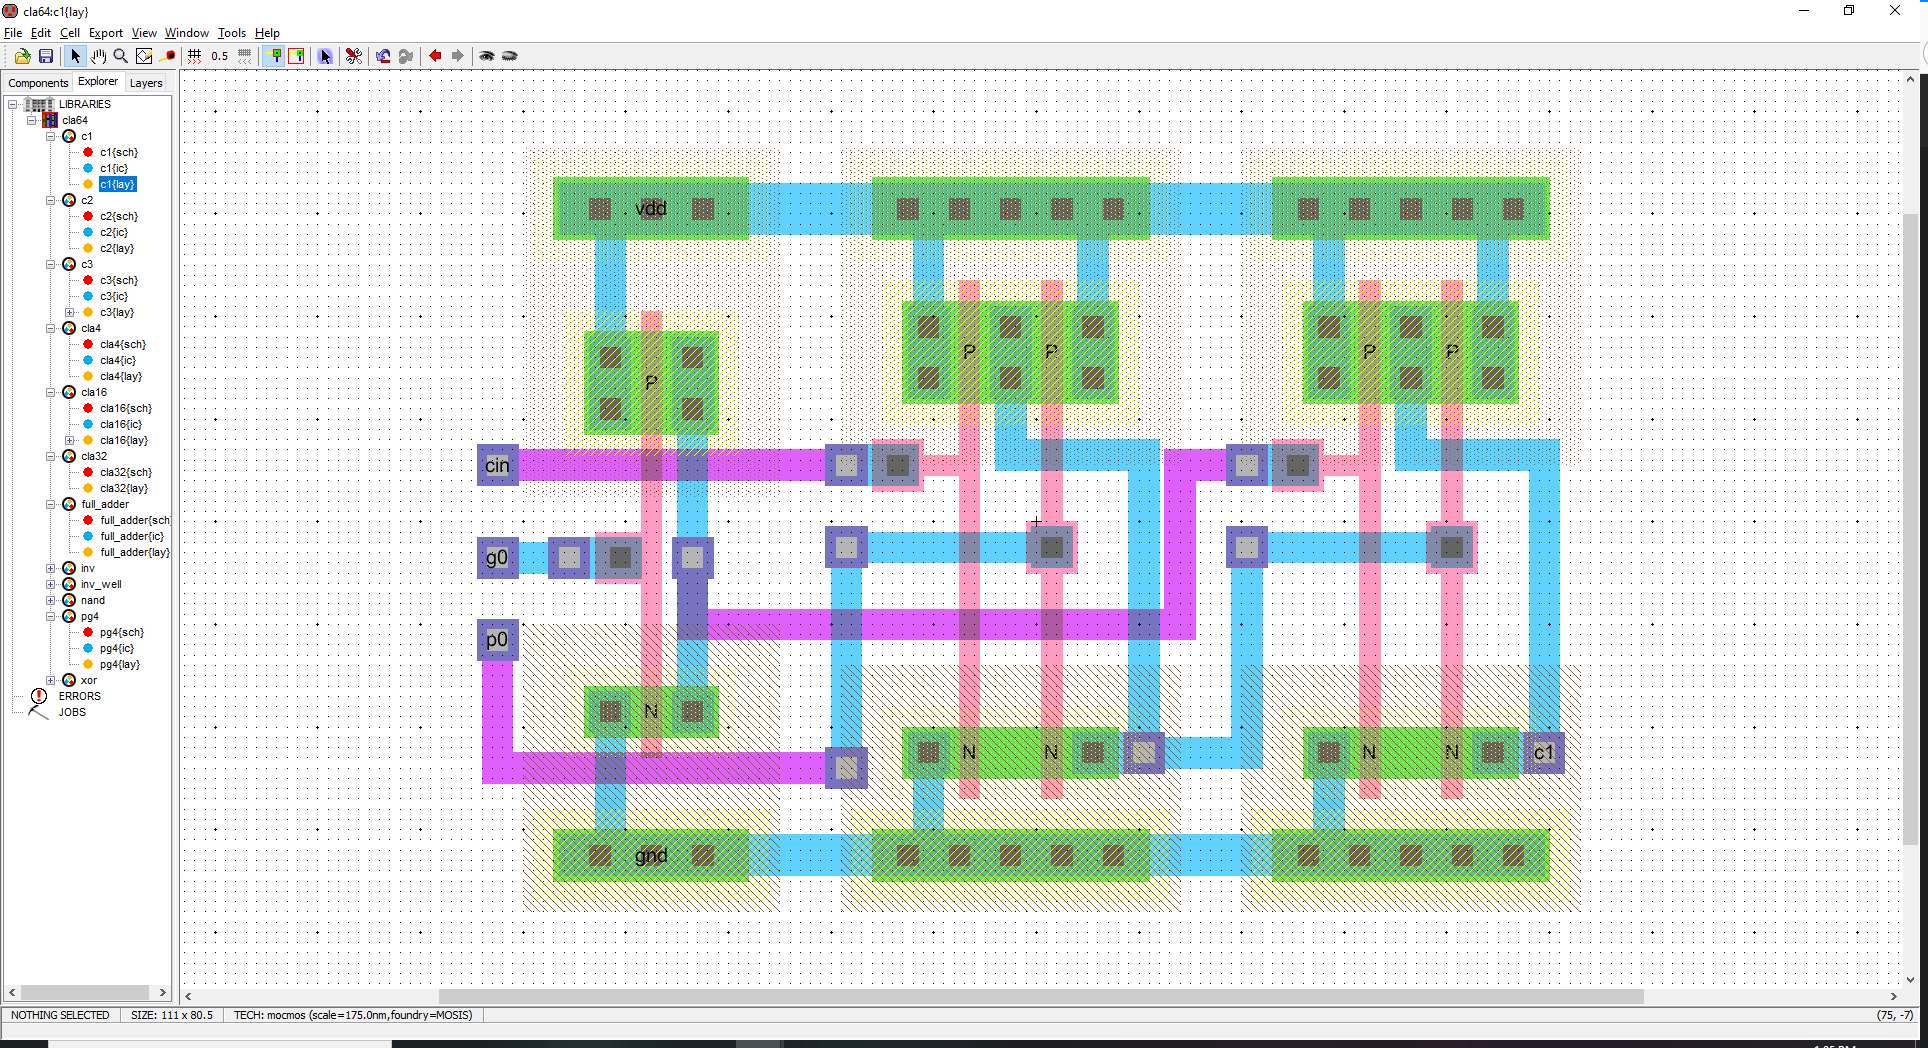 cla64:c1{lay}
File Edit Cell Export View Window Tools Help
0.5
Components Explorer Layers
LIBRARIES
cla64
c1
c1{sch}
c1{ic}
c1{lay}
c2
c2{sch}
c2{ic}
c2{lay}
c3
c3{sch}
c3{ic}
c3{lay}
cla4
cla4{sch}
cla4{ic}
cla4{lay}
cla16
cla16{sch}
cla16{ic}
cla16{lay}
cla32
cla32{sch}
cla32{lay}
full_adder
full_adder{sch
full_adder{ic}
full_adder{lay}
inv
inv_well
nand
pg4
pg4{sch}
pg4{ic}
pg4{lay}
xor
ERRORS
JOBS
vdd
P P P P
P
cin
g0
p0
N
N N N N c1
gnd
NOTHING SELECTED SIZE: 111 x 80.5 TECH: mocmos (scale=175.0nm,foundry=MOSIS) (75, -7)